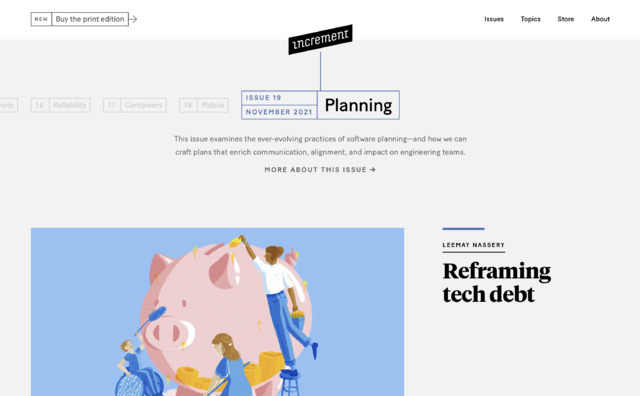 NEW Buy the print edition
Issues Topics Store About
increment
16 Reliability 17 Containers 18 Mobile
ISSUE 19
NOVEMBER 2021
Planning
This issue examines the ever-evolving practices of software planning—and how we can
craft plans that enrich communication, alignment, and impact on engineering teams.
MORE ABOUT THIS ISSUE
LEEMAY NASSERY
Reframing
tech debt